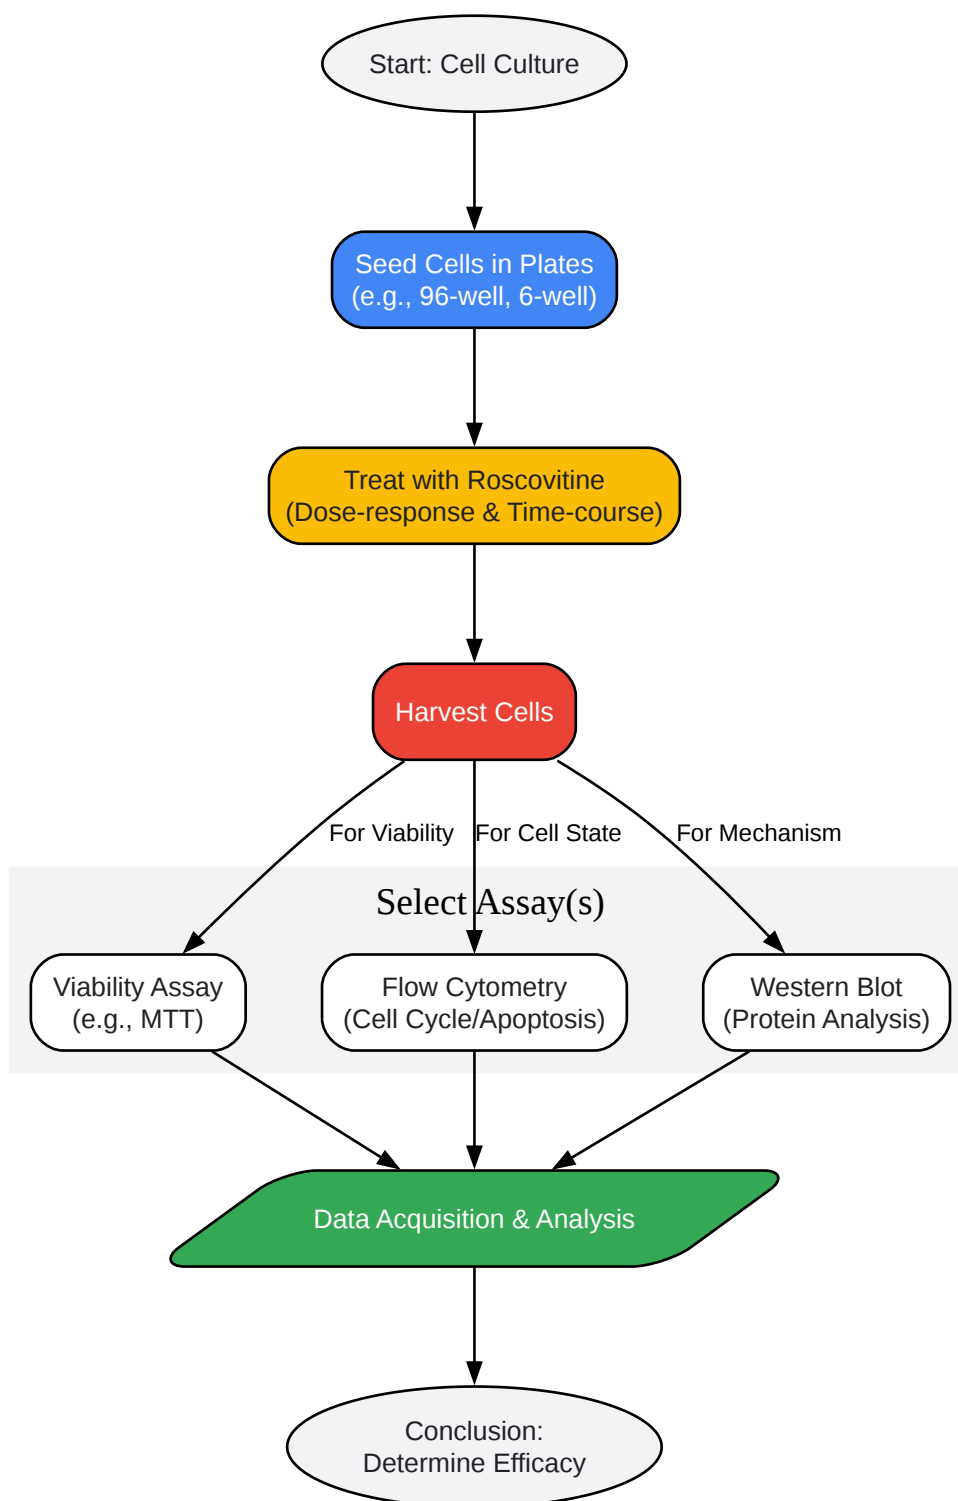 Start: Cell Culture
Seed Cells in Plates
(e.g., 96-well, 6-well)
Treat with Roscovitine
(Dose-response & Time-course)
Harvest Cells
For Viability
For Cell State
For Mechanism
Select Assay(s)
Viability Assay
(e.g., MTT)
Flow Cytometry
(Cell Cycle/Apoptosis)
Western Blot
(Protein Analysis)
Data Acquisition & Analysis
Conclusion:
Determine Efficacy